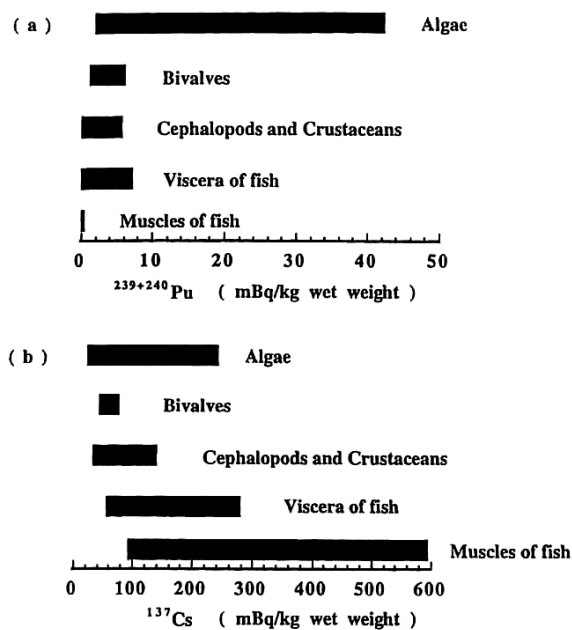 ( a )
Algae
Bivalves
Cephalopods and Crustaceans
Viscera of fish
Muscles of fish
0 10 20 30 40 50
239+240Pu ( mBq/kg wet weight )
( b )
Algae
Bivalves
Cephalopods and Crustaceans
Viscera of fish
Muscles of fish
0 100 200 300 400 500 600
137Cs ( mBq/kg wet weight )